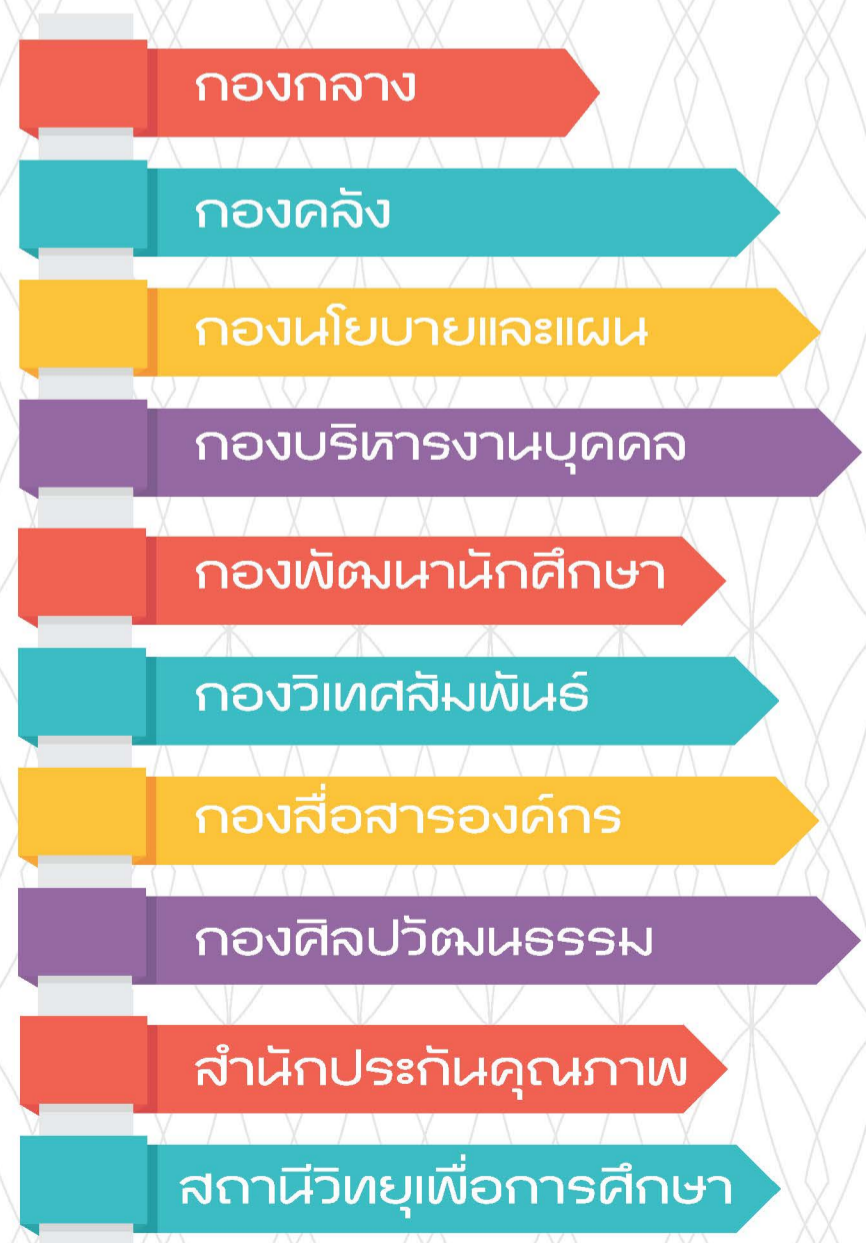 กองกลาง
กองคลัง
กองนโยบายและแผน
กองบริหารงานบุคคล
กองพัฒนานักศึกษา
กองวิเทศสัมพันธ์
กองสื่อสารองค์กร
กองศิลปวัฒนธรรม
สำนักประกันคุณภาพ
สถานีวิทยุเพื่อการศึกษา